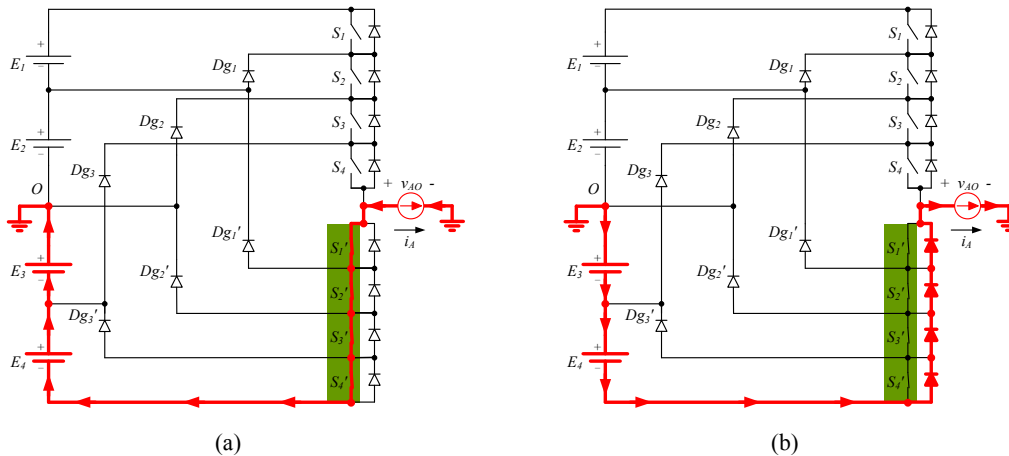 + S1 + S1
E1 − Dg1 S2 E1 − Dg1 S2
+ Dg2 S3 + Dg2 S3
E2 − Dg3 S4 E2 − Dg3 S4
O + vAO - O + vAO -
Dg1' S1' iA Dg1' S1' iA
+ +
E3 − Dg2' S2' E3 − Dg2' S2'
Dg3' S3' Dg3' S3'
+ +
E4 − S4' E4 − S4'
(a) (b)